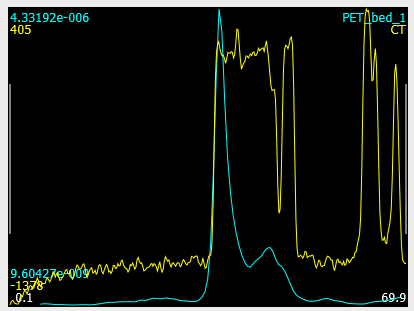 4.33192e-006 PET_bed_1
405 CT
9.60427e-009
-1378
0.1 69.9